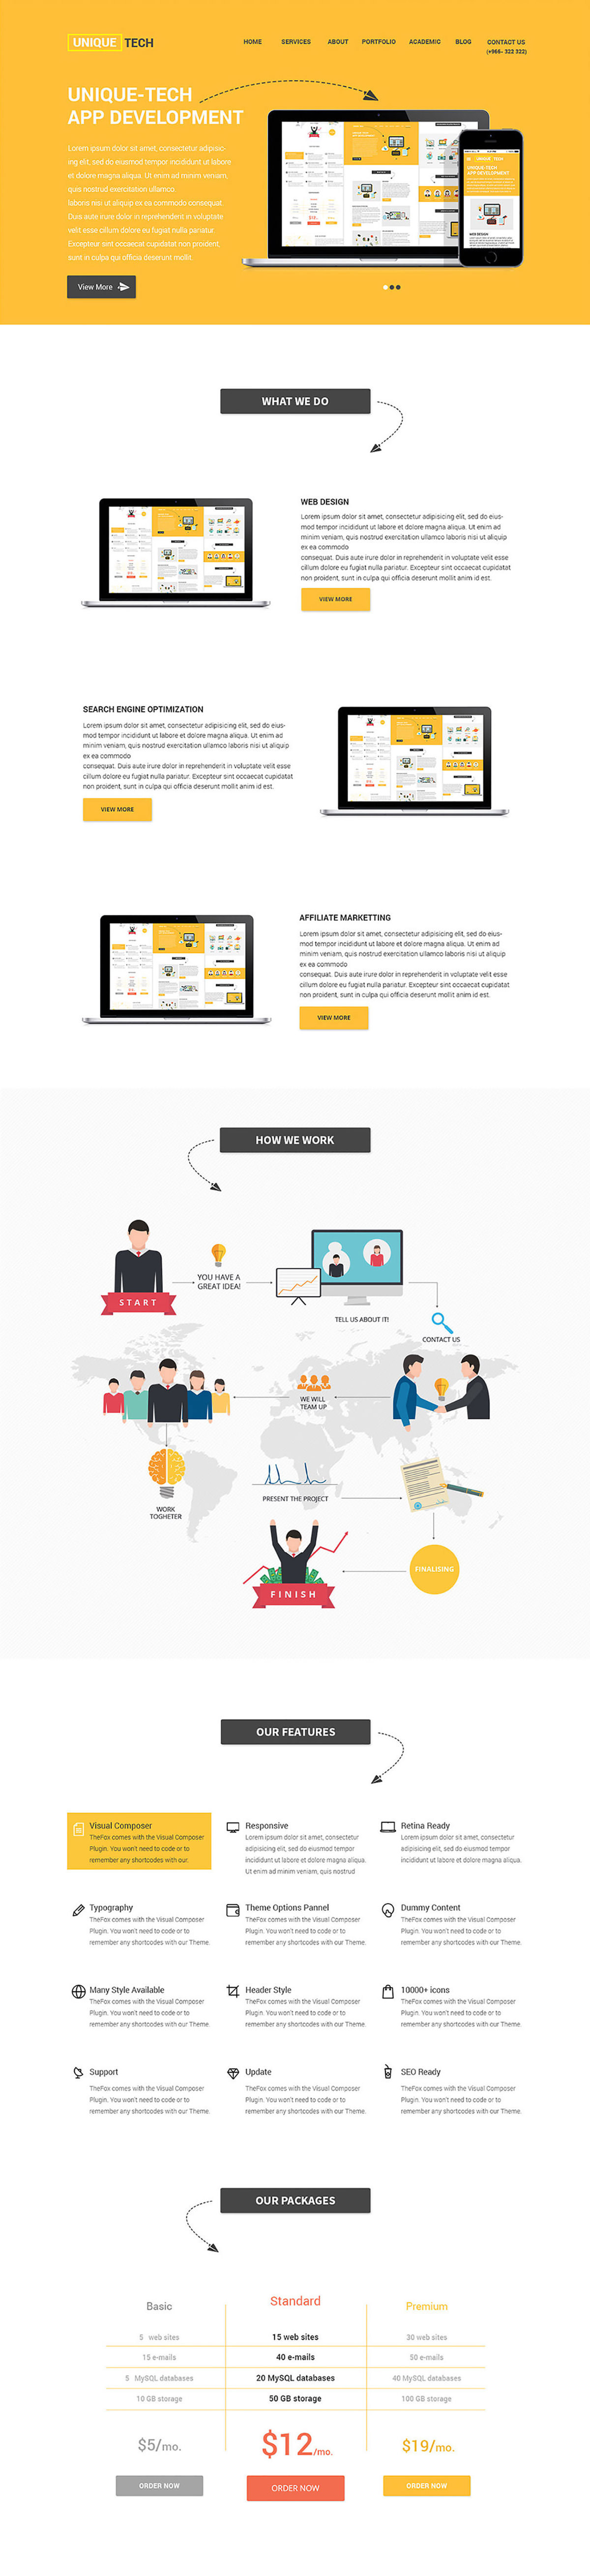 UNIQUE TECH
HOME SERVICES ABOUT PORTFOLIO ACADEMIC BLOG CONTACT US
(+966- 322 322)
UNIQUE-TECH
APP DEVELOPMENT
Lorem ipsum dolor sit amet, consectetur adipisic-
ing elit, sed do eiusmod tempor incididunt ut labore
et dolore magna aliqua. Ut enim ad minim veniam,
quis nostrud exercitation ullamco.
laboris nisi ut aliquip ex ea commodo consequat.
Duis aute irure dolor in reprehenderit in voluptate
velit esse cillum dolore eu fugiat nulla pariatur.
Excepteur sint occaecat cupidatat non proident,
sunt in culpa qui officia deserunt mollit
View More
UNIQUE TECH
UNIQUE-TECH
APP DEVELOPMENT
WEB DESIGN
WHAT WE DO
WEB DESIGN
Lorem ipsum dolor sit amet, consectetur adipisicing elit, sed do eius-
mod tempor incididunt ut labore et dolore magna aliqua. Ut enim ad
minim veniam, quis nostrud exercitation ullamco laboris nisi ut aliquip
ex ea commodo
consequat. Duis aute irure dolor in reprehenderit in voluptate velit esse
cillum dolore eu fugiat nulla pariatur. Excepteur sint occaecat cupidatat
non proident, sunt in culpa qui officia deserunt mollit anim id est.
VIEW MORE
SEARCH ENGINE OPTIMIZATION
Lorem ipsum dolor sit amet, consectetur adipisicing elit, sed do eius-
mod tempor incididunt ut labore et dolore magna aliqua. Ut enim ad
minim veniam, quis nostrud exercitation ullamco laboris nisi ut aliquip
ex ea commodo
consequat. Duis aute irure dolor in reprehenderit in voluptate velit esse
cillum dolore eu fugiat nulla pariatur. Excepteur sint occaecat cupidatat
non proident, sunt in culpa qui officia deserunt mollit anim id est.
VIEW MORE
AFFILIATE MARKETTING
Lorem ipsum dolor sit amet, consectetur adipisicing elit, sed do eius-
mod tempor incididunt ut labore et dolore magna aliqua. Ut enim ad
minim veniam, quis nostrud exercitation ullamco laboris nisi ut aliquip
ex ea commodo
consequat. Duis aute irure dolor in reprehenderit in voluptate velit esse
cillum dolore eu fugiat nulla pariatur. Excepteur sint occaecat cupidatat
non proident, sunt in culpa qui officia deserunt mollit anim id est.
VIEW MORE
HOW WE WORK
START
YOU HAVE A
GREAT IDEA!
TELL US ABOUT IT!
CONTACT US
WE WILL
TEAM UP
WORK
TOGHETER
PRESENT THE PROJECT
FINALISING
FINISH
OUR FEATURES
Visual Composer
TheFox comes with the Visual Composer
Plugin. You won't need to code or to
remember any shortcodes with our.
Responsive
Lorem ipsum dolor sit amet, consectetur
adipisicing elit, sed do eiusmod tempor
incididunt ut labore et dolore magna aliqua.
Ut enim ad minim veniam, quis nostrud
Retina Ready
Lorem ipsum dolor sit amet, consectetur
adipisicing elit, sed do eiusmod tempor
incididunt ut labore et dolore magna aliqua.
Typography
TheFox comes with the Visual Composer
Plugin. You won't need to code or to
remember any shortcodes with our Theme.
Theme Options Pannel
TheFox comes with the Visual Composer
Plugin. You won't need to code or to
remember any shortcodes with our Theme.
Dummy Content
TheFox comes with the Visual Composer
Plugin. You won't need to code or to
remember any shortcodes with our Theme.
Many Style Available
TheFox comes with the Visual Composer
Plugin. You won't need to code or to
remember any shortcodes with our Theme.
Header Style
TheFox comes with the Visual Composer
Plugin. You won't need to code or to
remember any shortcodes with our Theme.
10000+ icons
TheFox comes with the Visual Composer
Plugin. You won't need to code or to
remember any shortcodes with our Theme.
Support
TheFox comes with the Visual Composer
Plugin. You won't need to code or to
remember any shortcodes with our Theme.
Update
TheFox comes with the Visual Composer
Plugin. You won't need to code or to
remember any shortcodes with our Theme.
SEO Ready
TheFox comes with the Visual Composer
Plugin. You won't need to code or to
remember any shortcodes with our Theme.
OUR PACKAGES
Basic Standard Premium
5 web sites 15 web sites 30 web sites
15 e-mails 40 e-mails 50 e-mails
5 MySQL databases 20 MySQL databases 40 MySQL databases
10 GB storage 50 GB storage 100 GB storage
$5/mo. $12/mo. $19/mo.
ORDER NOW ORDER NOW ORDER NOW